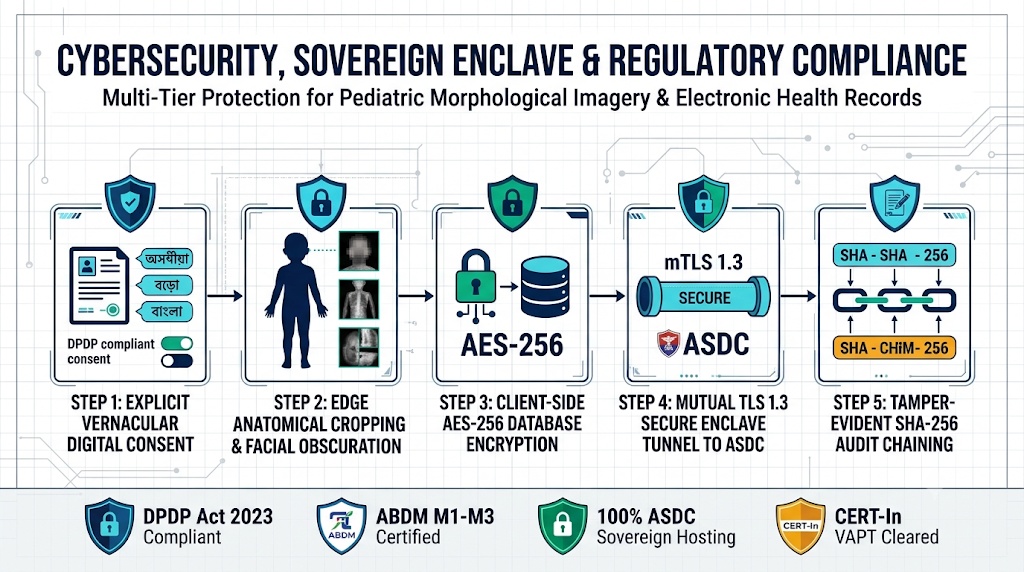 CYBERSECURITY, SOVEREIGN ENCLAVE & REGULATORY COMPLIANCE
Multi-Tier Protection for Pediatric Morphological Imagery & Electronic Health Records
অসমীয়া
বড়ো
বাংলা
DPDP compliant
consent
AES-256
mTLS 1.3
SECURE
ASDC
SHA - SHA - 256
SHA - CHiM- 256
STEP 1: EXPLICIT
VERNACULAR
DIGITAL CONSENT
STEP 2: EDGE
ANATOMICAL CROPPING
& FACIAL OBSCURATION
STEP 3: CLIENT-SIDE
AES-256 DATABASE
ENCRYPTION
STEP 4: MUTUAL TLS 1.3
SECURE ENCLAVE
TUNNEL TO ASDC
STEP 5: TAMPER-
EVIDENT SHA-256
AUDIT CHAINING
DPDP Act 2023
Compliant
ABDM
ABDM M1-M3
Certified
100% ASDC
Sovereign Hosting
CERT-In
CERT-In
VAPT Cleared